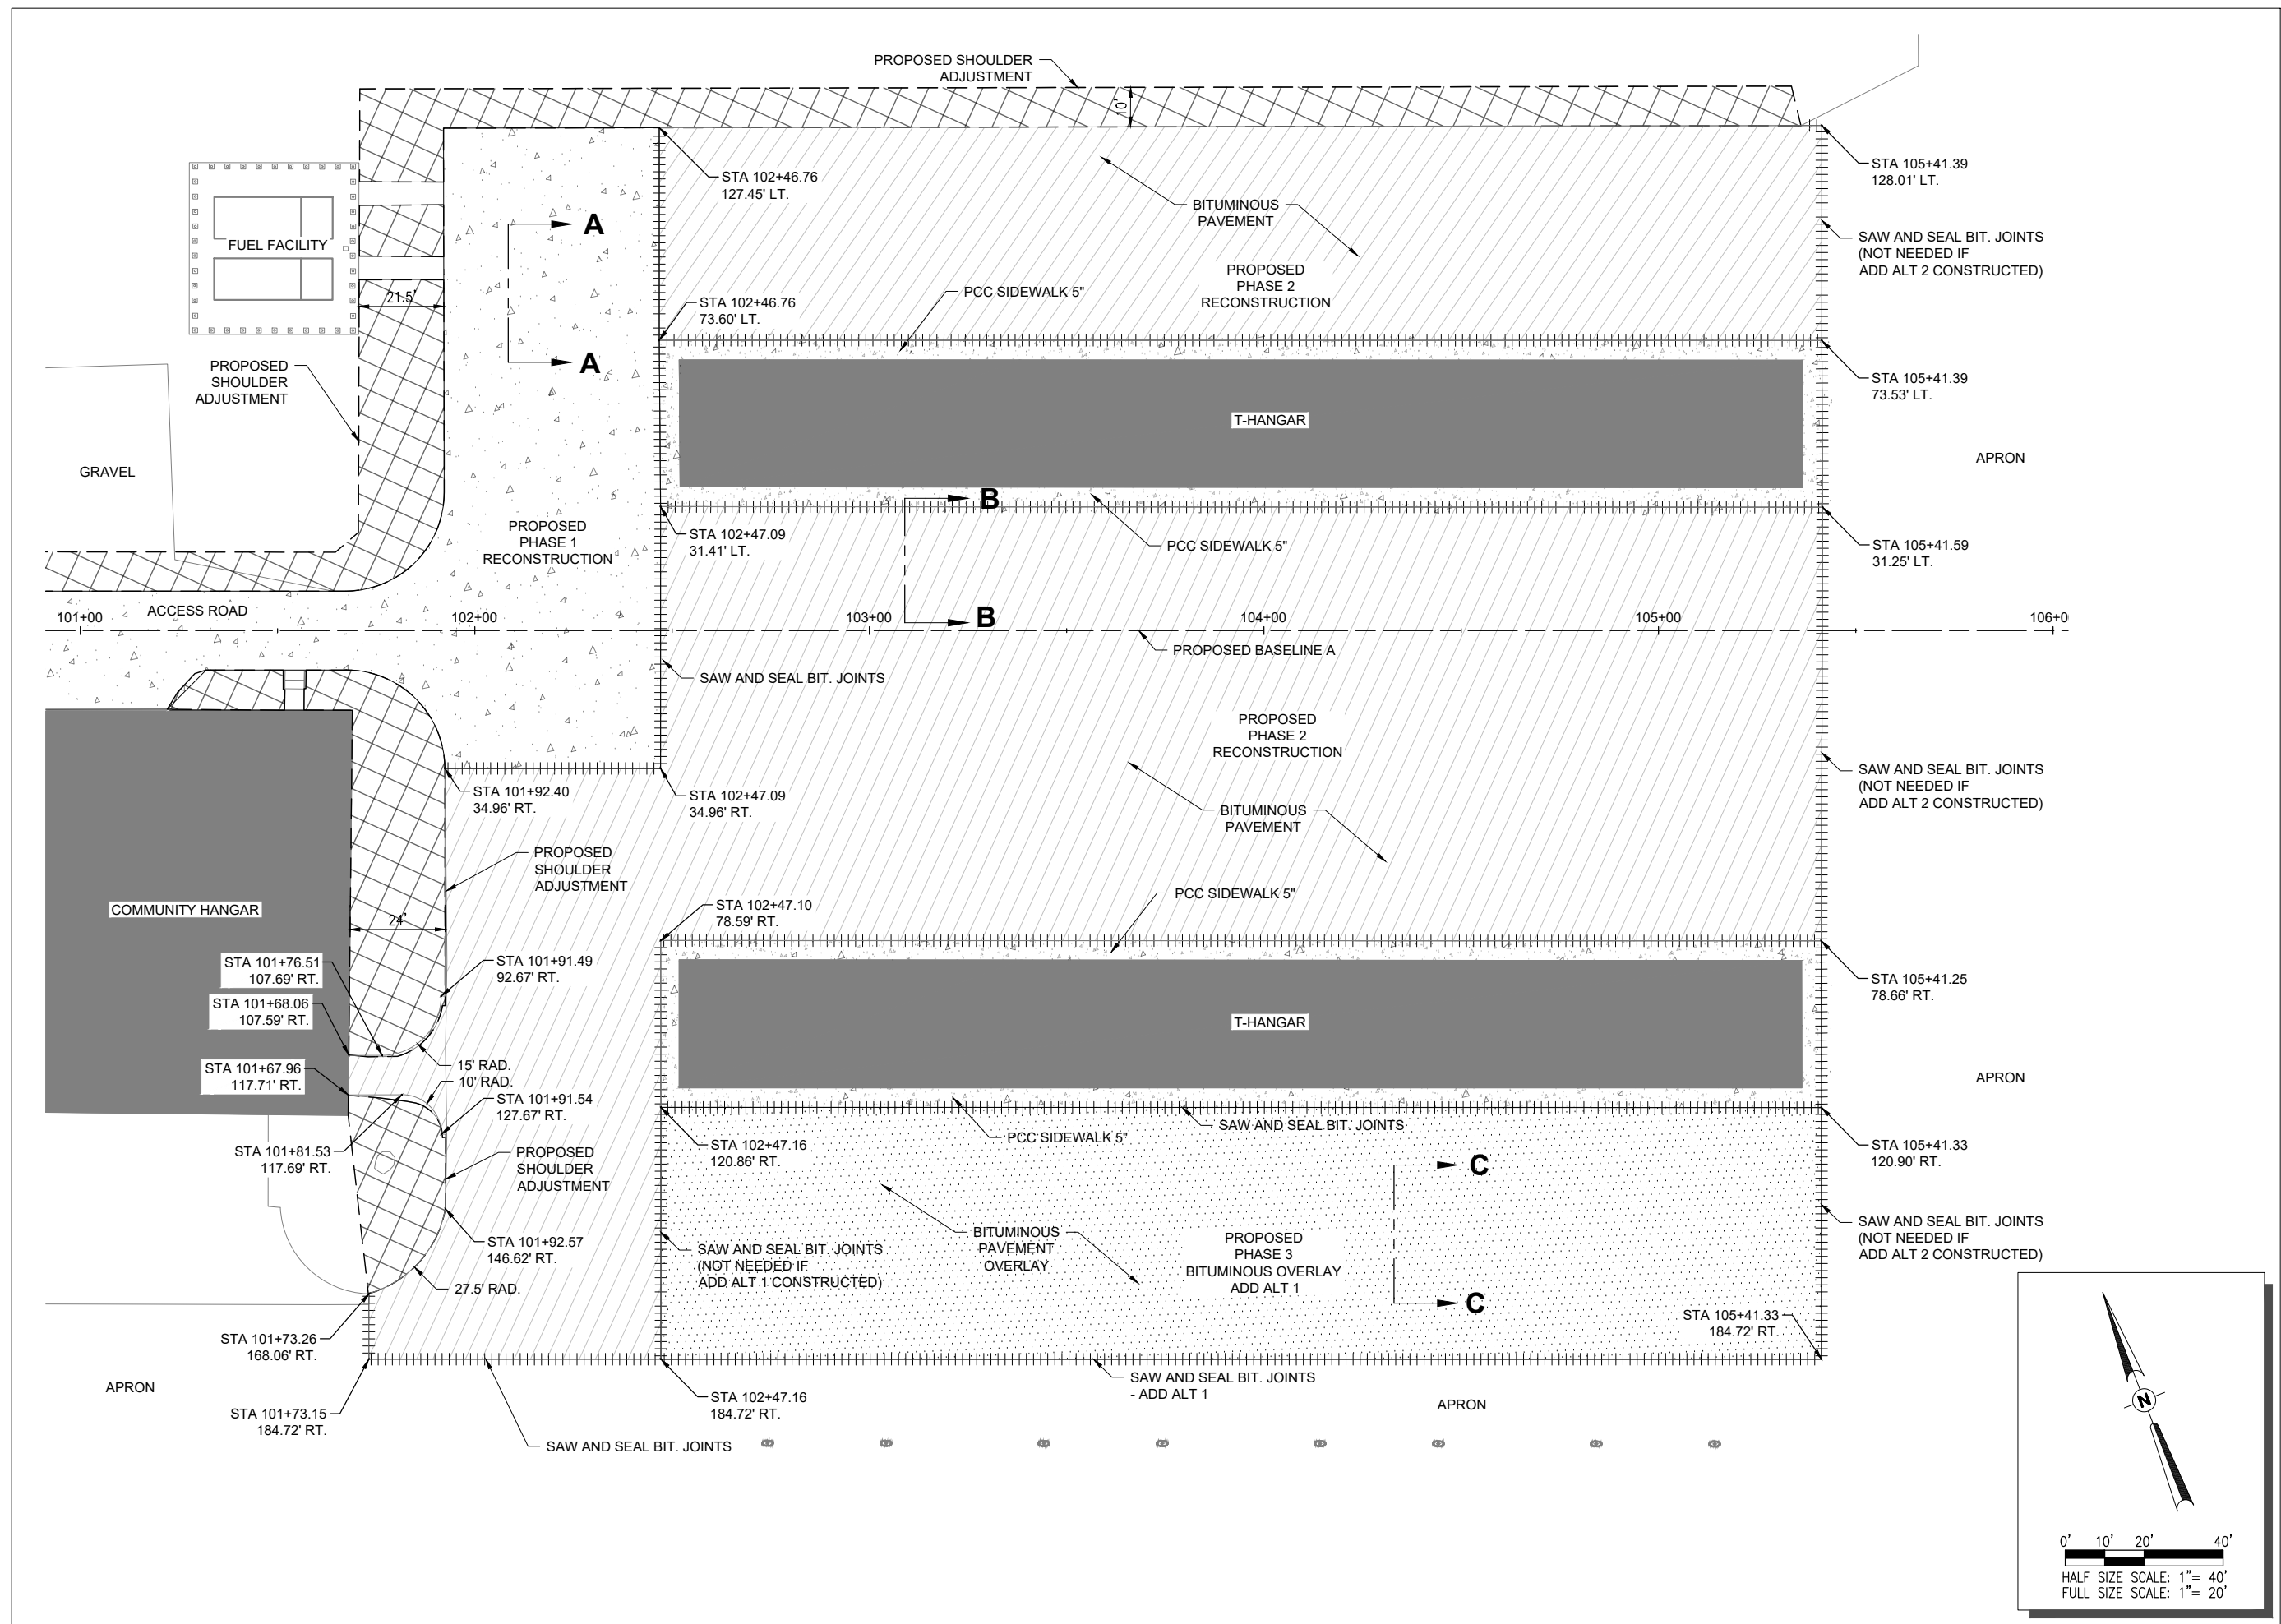 PROPOSED SHOULDER
ADJUSTMENT
10'
STA 102+46.76
127.45' LT.
STA 105+41.39
128.01' LT.
A
BITUMINOUS
PAVEMENT
FUEL FACILITY
SAW AND SEAL BIT. JOINTS
(NOT NEEDED IF
ADD ALT 2 CONSTRUCTED)
PROPOSED
PHASE 2
RECONSTRUCTION
PCC SIDEWALK 5"
21.5'
STA 102+46.76
73.60' LT.
A
PROPOSED
SHOULDER
ADJUSTMENT
STA 105+41.39
73.53' LT.
T-HANGAR
GRAVEL
APRON
B
PROPOSED
PHASE 1
RECONSTRUCTION
STA 102+47.09
31.41' LT.
PCC SIDEWALK 5"
STA 105+41.59
31.25' LT.
ACCESS ROAD
101+00
102+00
103+00
104+00
105+00
106+0
B
PROPOSED BASELINE A
SAW AND SEAL BIT. JOINTS
PROPOSED
PHASE 2
RECONSTRUCTION
SAW AND SEAL BIT. JOINTS
(NOT NEEDED IF
ADD ALT 2 CONSTRUCTED)
STA 101+92.40
34.96' RT.
STA 102+47.09
34.96' RT.
BITUMINOUS
PAVEMENT
PROPOSED
SHOULDER
ADJUSTMENT
PCC SIDEWALK 5"
COMMUNITY HANGAR
24'
STA 102+47.10
78.59' RT.
STA 101+76.51
107.69' RT.
STA 101+91.49
92.67' RT.
STA 105+41.25
78.66' RT.
STA 101+68.06
107.59' RT.
T-HANGAR
STA 101+67.96
117.71' RT.
15' RAD.
10' RAD.
APRON
STA 101+91.54
127.67' RT.
SAW AND SEAL BIT. JOINTS
STA 101+81.53
117.69' RT.
PROPOSED
SHOULDER
ADJUSTMENT
STA 102+47.16
120.86' RT.
PCC SIDEWALK 5"
STA 105+41.33
120.90' RT.
C
STA 101+92.57
146.62' RT.
SAW AND SEAL BIT. JOINTS
(NOT NEEDED IF
ADD ALT 1 CONSTRUCTED)
BITUMINOUS
PAVEMENT
OVERLAY
PROPOSED
PHASE 3
BITUMINOUS OVERLAY
ADD ALT 1
SAW AND SEAL BIT. JOINTS
(NOT NEEDED IF
ADD ALT 2 CONSTRUCTED)
27.5' RAD.
C
STA 105+41.33
184.72' RT.
STA 101+73.26
168.06' RT.
APRON
STA 101+73.15
184.72' RT.
STA 102+47.16
184.72' RT.
SAW AND SEAL BIT. JOINTS
- ADD ALT 1
APRON
SAW AND SEAL BIT. JOINTS
N
0' 10' 20' 40'
HALF SIZE SCALE: 1"= 40'
FULL SIZE SCALE: 1"= 20'